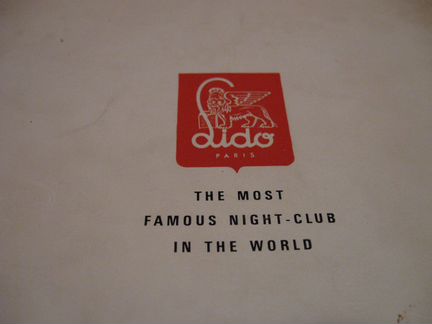 Lido
PARIS
THE MOST
FAMOUS NIGHT-CLUB
IN THE WORLD